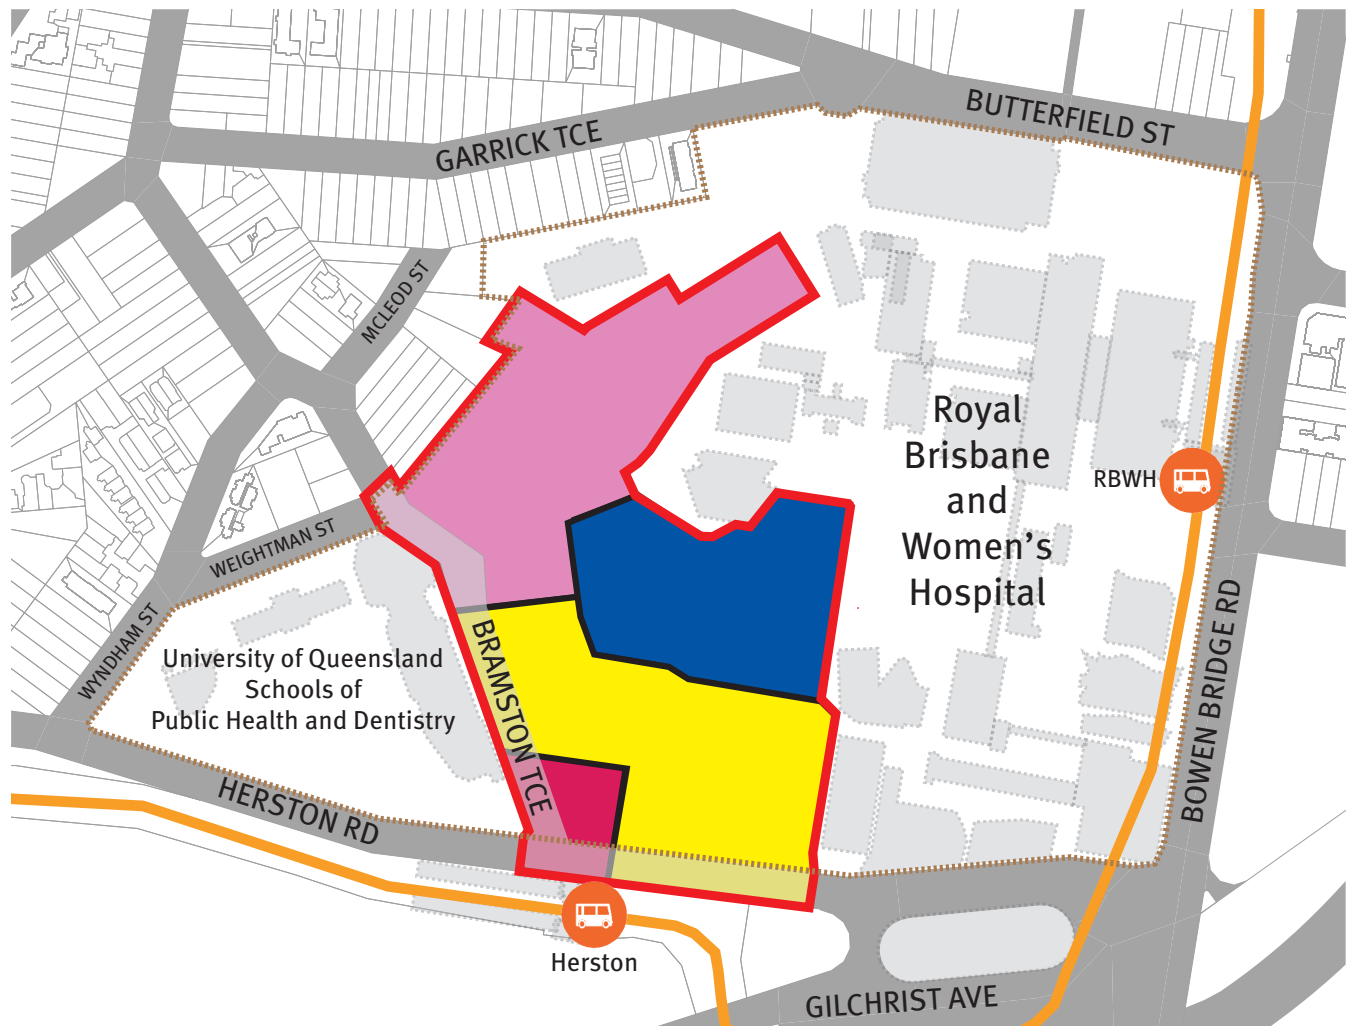 BUTTERFIELD ST
GARRICK TCE
MCLEOD ST
Royal
Brisbane
and
Women's
Hospital
RBWH
WEIGHTMAN ST
WYNDHAM ST
University of Queensland
Schools of
Public Health and Dentistry
BRAMSTON TCE
BOWEN BRIDGE RD
HERSTON RD
Herston
GILCHRIST AVE